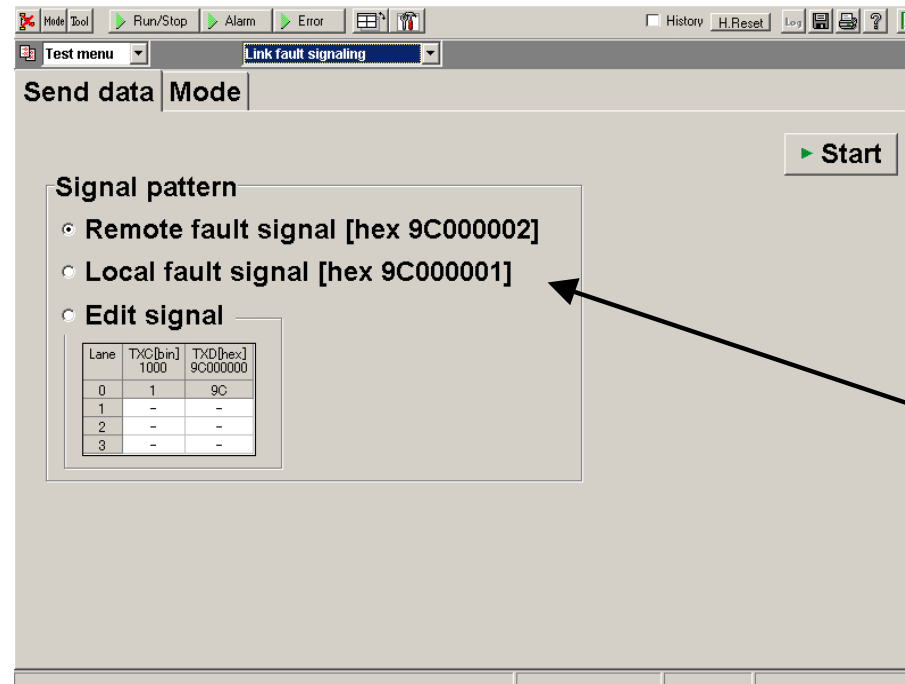 Mode Tool Run/Stop Alarm Error History H.Reset Log ?
Test menu Link fault signaling
Send data Mode
Start
Signal pattern
Remote fault signal [hex 9C000002]
Local fault signal [hex 9C000001]
Edit signal
Lane TXC[bin] TXD[hex]
1000 9C000000
0 1 9C
1 - -
2 - -
3 - -